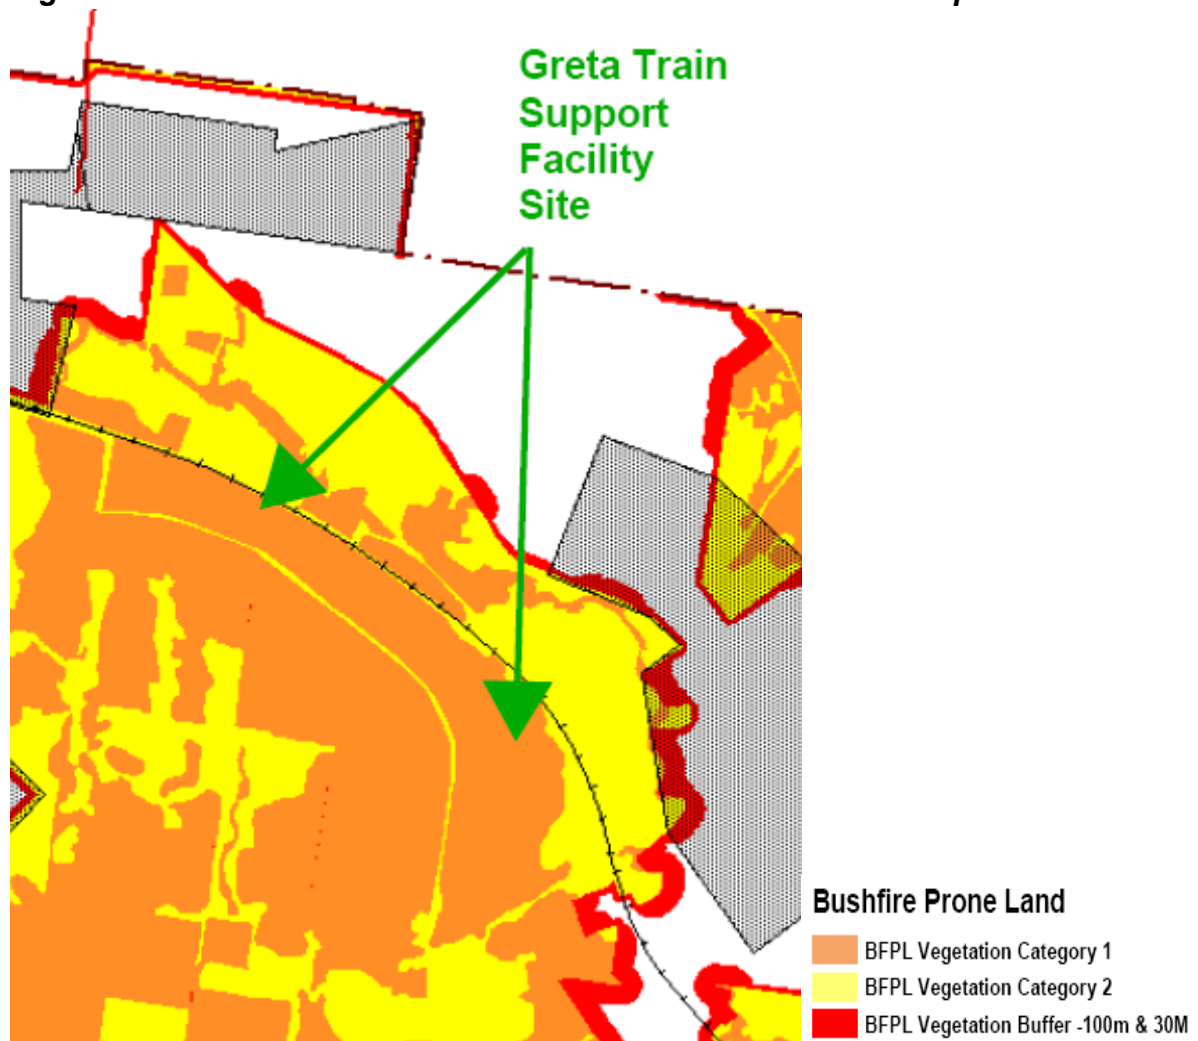 Greta Train
Support
Facility
Site
Bushfire Prone Land
BFPL Vegetation Category 1
BFPL Vegetation Category 2
BFPL Vegetation Buffer -100m & 30M